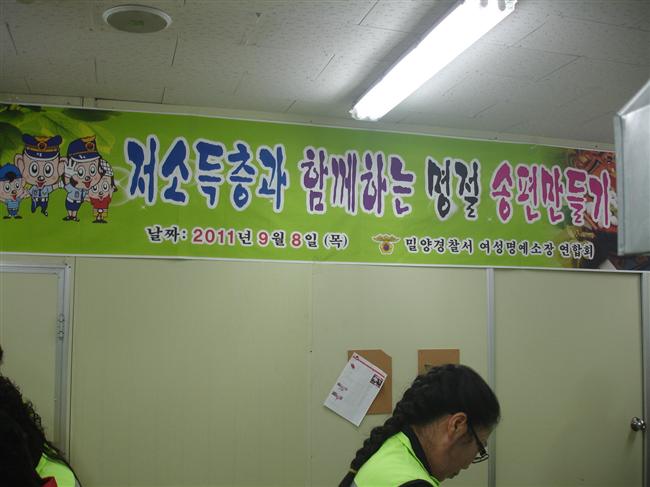 저소득층과 함께하는 명절 송편만들기
날짜: 2011년 9월 8일 (목) 밀양경찰서 여성명예소장 연합회